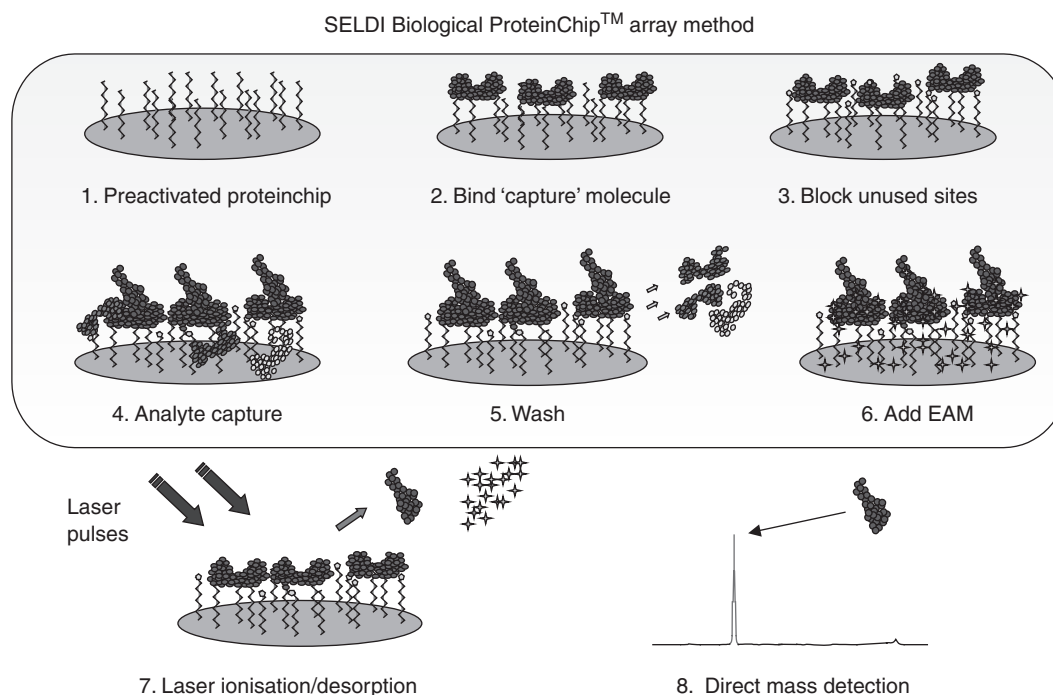 SELDI Biological ProteinChip™ array method
1. Preactivated proteinchip
2. Bind ‘capture’ molecule
3. Block unused sites
4. Analyte capture
5. Wash
6. Add EAM
Laser
pulses
7. Laser ionisation/desorption
8. Direct mass detection